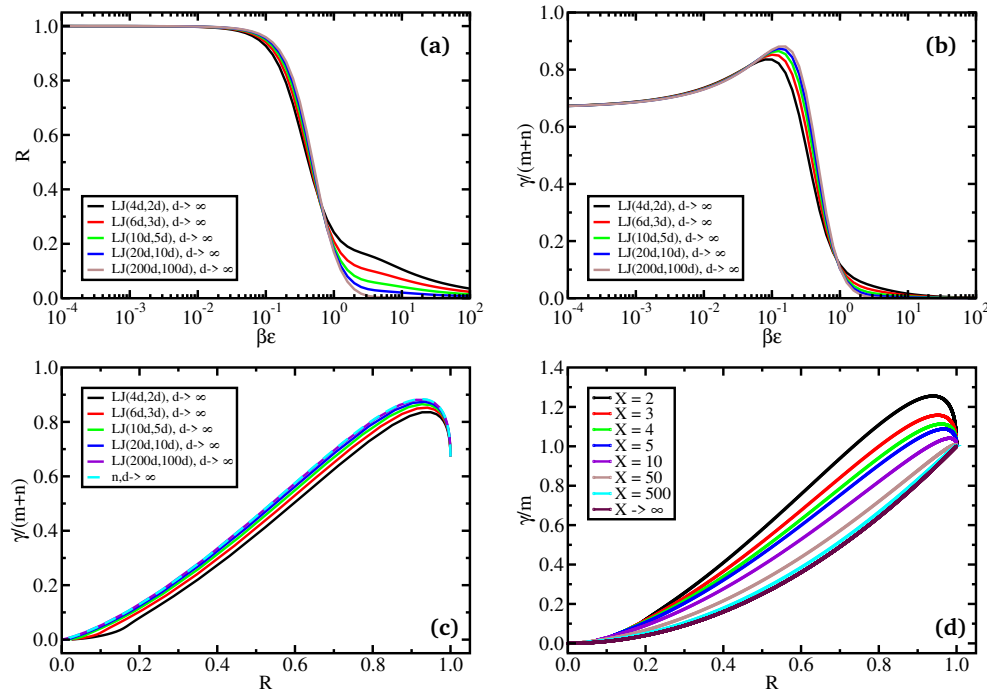 (a)
R
1.0
0.8
0.6
0.4
0.2
0.0
LJ(4d,2d), d-> ∞
LJ(6d,3d), d-> ∞
LJ(10d,5d), d-> ∞
LJ(20d,10d), d-> ∞
LJ(200d,100d), d-> ∞
10^-4 10^-3 10^-2 10^-1 10^0 10^1 10^2
βε
(b)
γ/(m+n)
1.0
0.8
0.6
0.4
0.2
0.0
LJ(4d,2d), d-> ∞
LJ(6d,3d), d-> ∞
LJ(10d,5d), d-> ∞
LJ(20d,10d), d-> ∞
LJ(200d,100d), d-> ∞
10^-4 10^-3 10^-2 10^-1 10^0 10^1 10^2
βε
(c)
γ/(m+n)
1.0
0.8
0.6
0.4
0.2
0.0
LJ(4d,2d), d-> ∞
LJ(6d,3d), d-> ∞
LJ(10d,5d), d-> ∞
LJ(20d,10d), d-> ∞
LJ(200d,100d), d-> ∞
n,d-> ∞
0.0 0.2 0.4 0.6 0.8 1.0
R
(d)
γ/m
1.4
1.2
1.0
0.8
0.6
0.4
0.2
0.0
X = 2
X = 3
X = 4
X = 5
X = 10
X = 50
X = 500
X -> ∞
0.0 0.2 0.4 0.6 0.8 1.0
R